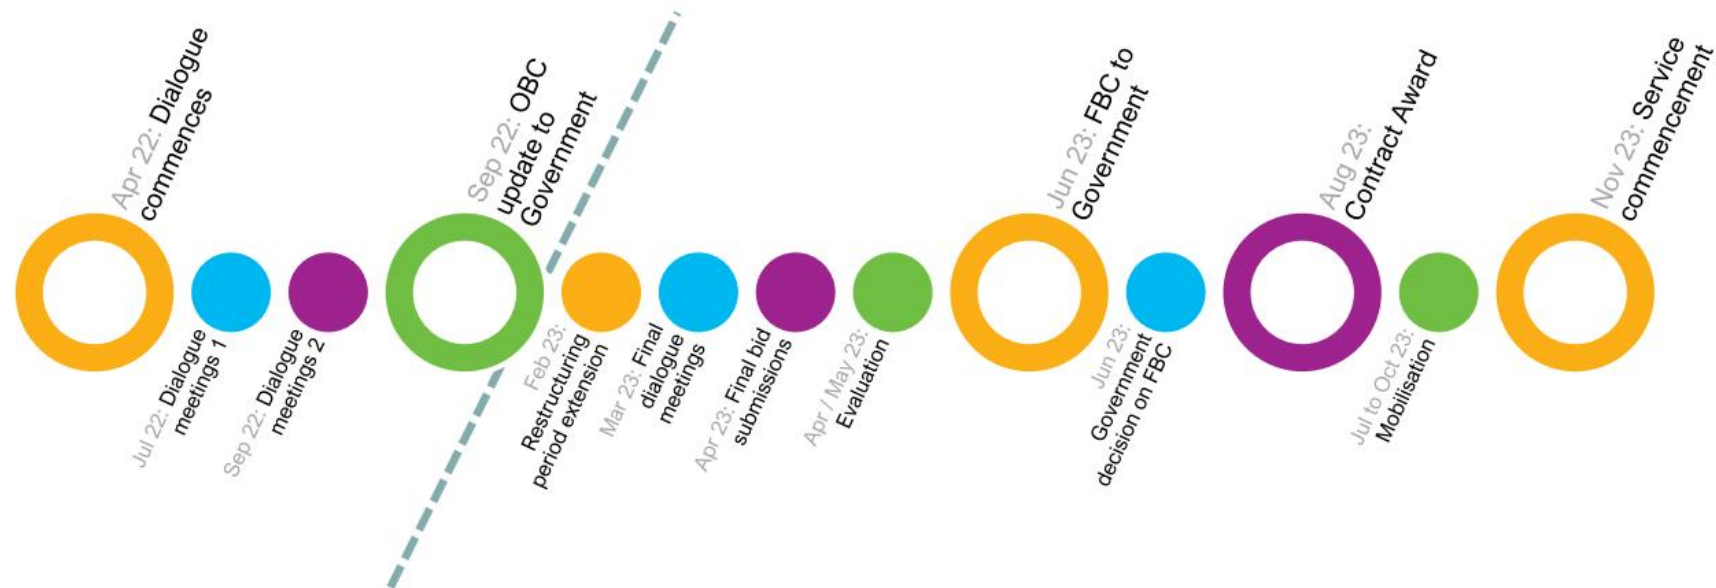 Apr 22: Dialogue
commences
Jul 22: Dialogue
meetings 1
Sep 22: Dialogue
meetings 2
Sep 22: OBC
update to
Government
Feb 23:
Restructuring
period extension
Mar 23: Final
dialogue
meetings
Apr 23: Final bid
submissions
Apr / May 23:
Evaluation
Jun 23: FBC to
Government
Jun 23:
Government
decision on FBC
Aug 23:
Contract Award
Jul to Oct 23:
Mobilisation
Nov 23: Service
commencement